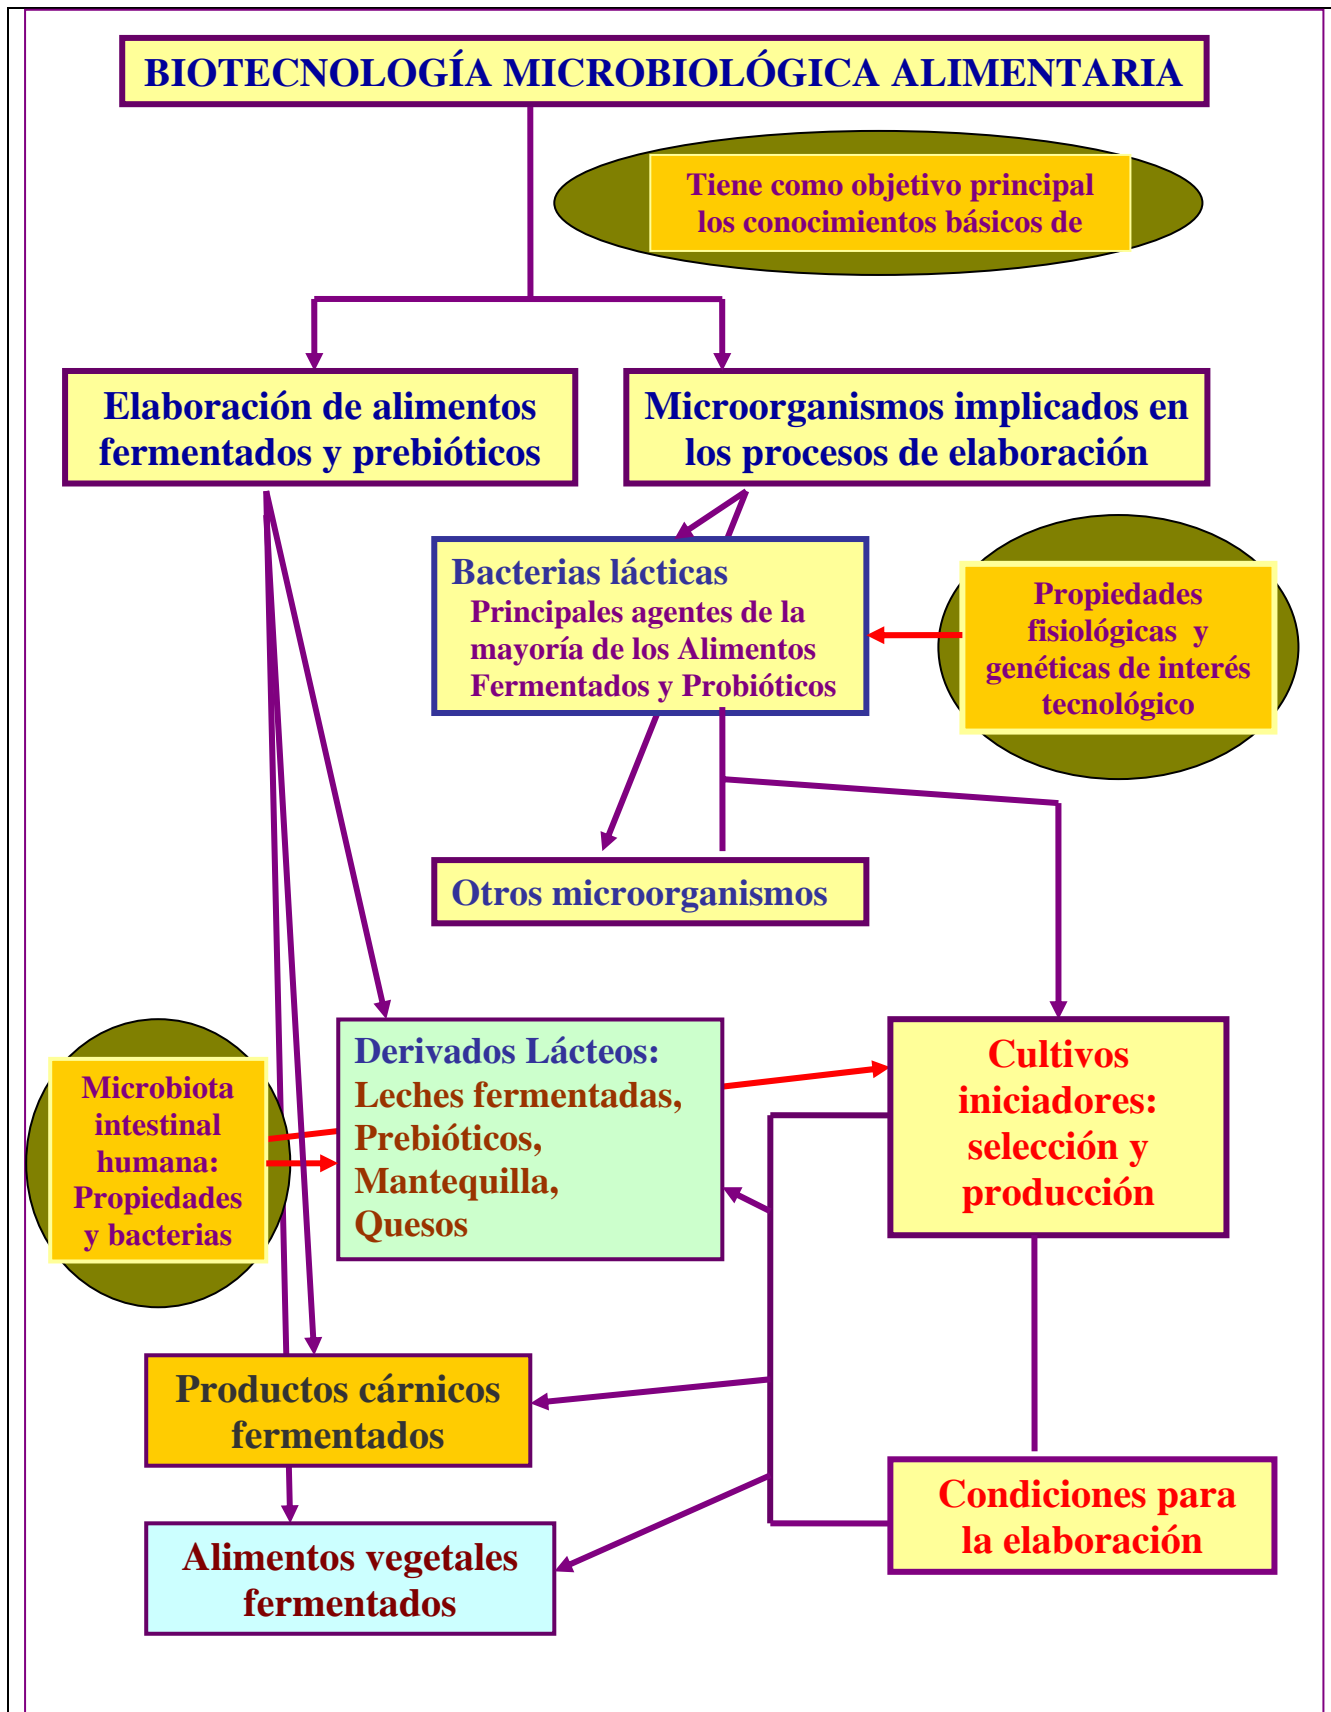 BIOTECNOLOGÍA MICROBIOLÓGICA ALIMENTARIA
Tiene como objetivo principal
los conocimientos básicos de
Elaboración de alimentos
fermentados y prebióticos
Microorganismos implicados en
los procesos de elaboración
Bacterias lácticas
Principales agentes de la
mayoría de los Alimentos
Fermentados y Probióticos
Propiedades
fisiológicas y
genéticas de interés
tecnológico
Otros microorganismos
Microbiota
intestinal
humana:
Propiedades
y bacterias
Derivados Lácteos:
Leches fermentadas,
Prebióticos,
Mantequilla,
Quesos
Cultivos
iniciadores:
selección y
producción
Productos cárnicos
fermentados
Condiciones para
la elaboración
Alimentos vegetales
fermentados